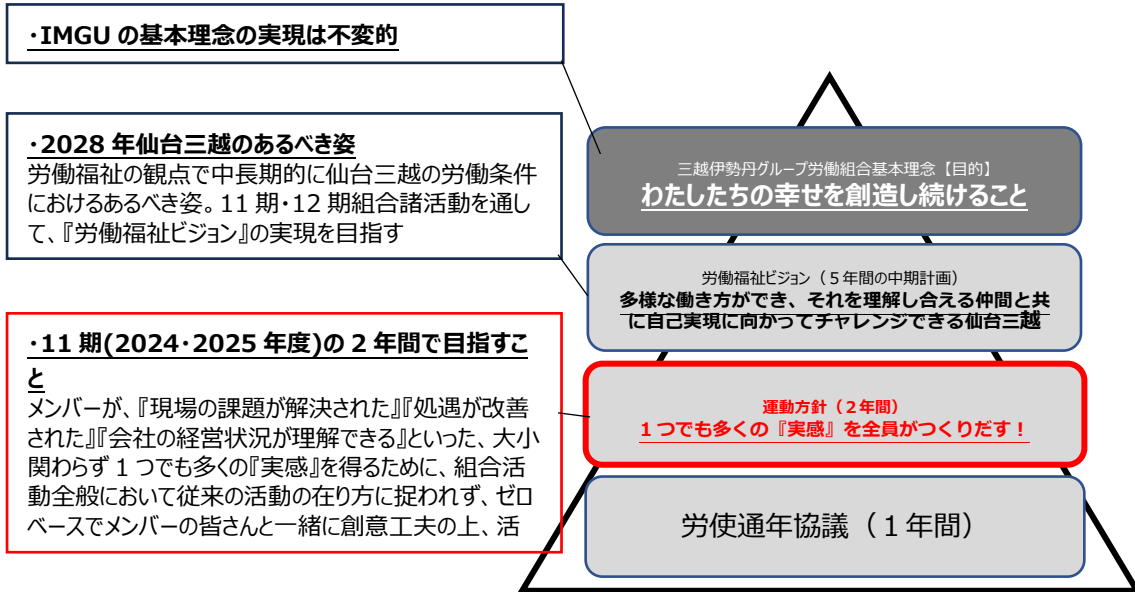 ・IMGU の基本理念の実現は不変的
・2028 年仙台三越のあるべき姿
労働福祉の観点で中長期的に仙台三越の労働条件
におけるあるべき姿。11 期・12 期組合諸活動を通し
て、『労働福祉ビジョン』の実現を目指す
・11 期(2024・2025 年度)の 2 年間で目指すこ
と
メンバーが、『現場の課題が解決された』『処遇が改善
された』『会社の経営状況が理解できる』といった、大小
関わらず 1 つでも多くの『実感』を得るために、組合活
動全般において従来の活動の在り方に捉われず、ゼロ
ベースでメンバーの皆さんと一緒に創意工夫の上、活
三越伊勢丹グループ労働組合基本理念【目的】
わたしたちの幸せを創造し続けること
労働福祉ビジョン（５年間の中期計画）
多様な働き方ができ、それを理解し合える仲間と共
に自己実現に向かってチャレンジできる仙台三越
運動方針（２年間）
１つでも多くの『実感』を全員がつくりだす！
労使通年協議（１年間）